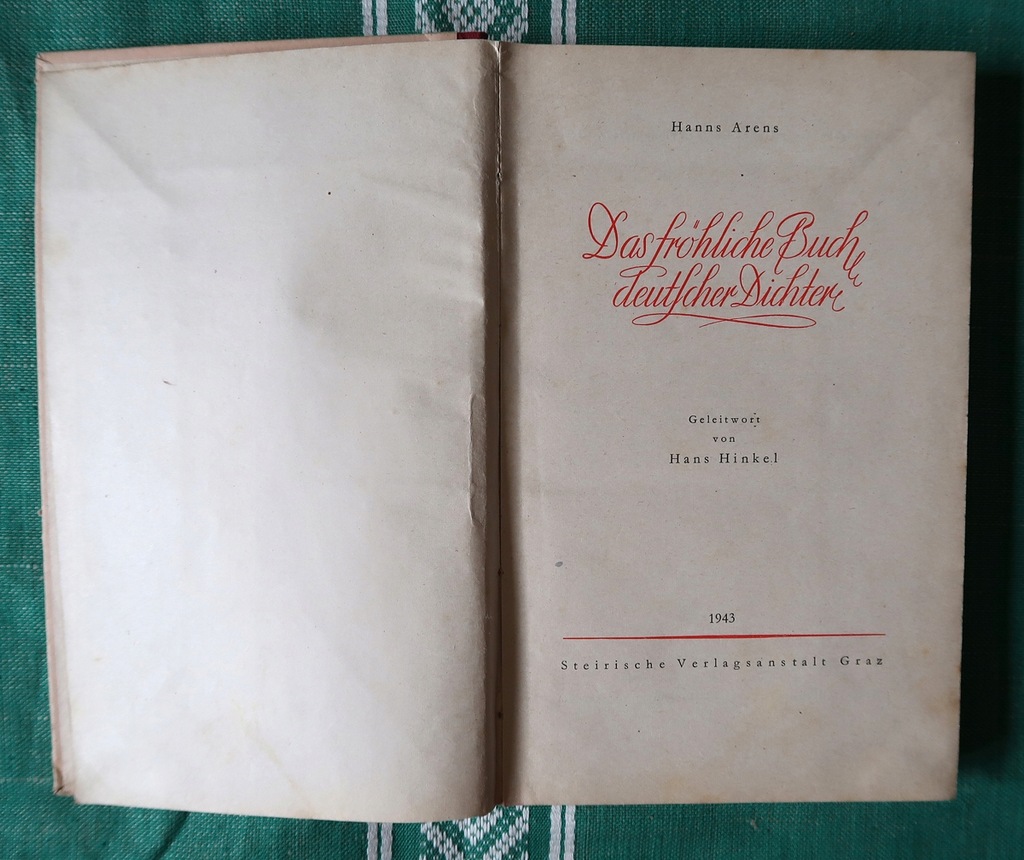 Hanns Arens
Das fröhliche Buch
deutſcher Dichter
Geleitwort
von
Hans Hinkel
1943
Steirische Verlagsanstalt Graz